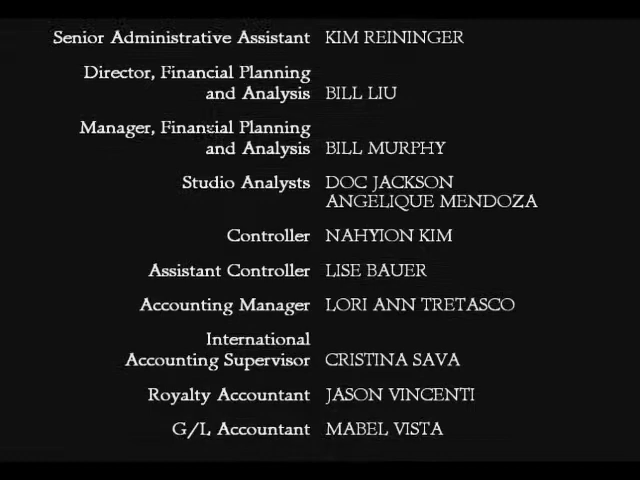 Senior Administrative Assistant KIM REININGER
Director, Financial Planning
and Analysis BILL LIU
Manager, Financial Planning
and Analysis BILL MURPHY
Studio Analysts DOC JACKSON
ANGELIQUE MENDOZA
Controller NAHYION KIM
Assistant Controller LISE BAUER
Accounting Manager LORI ANN TRETASCO
International
Accounting Supervisor CRISTINA SAVA
Royalty Accountant JASON VINCENTI
G/L Accountant MABEL VISTA